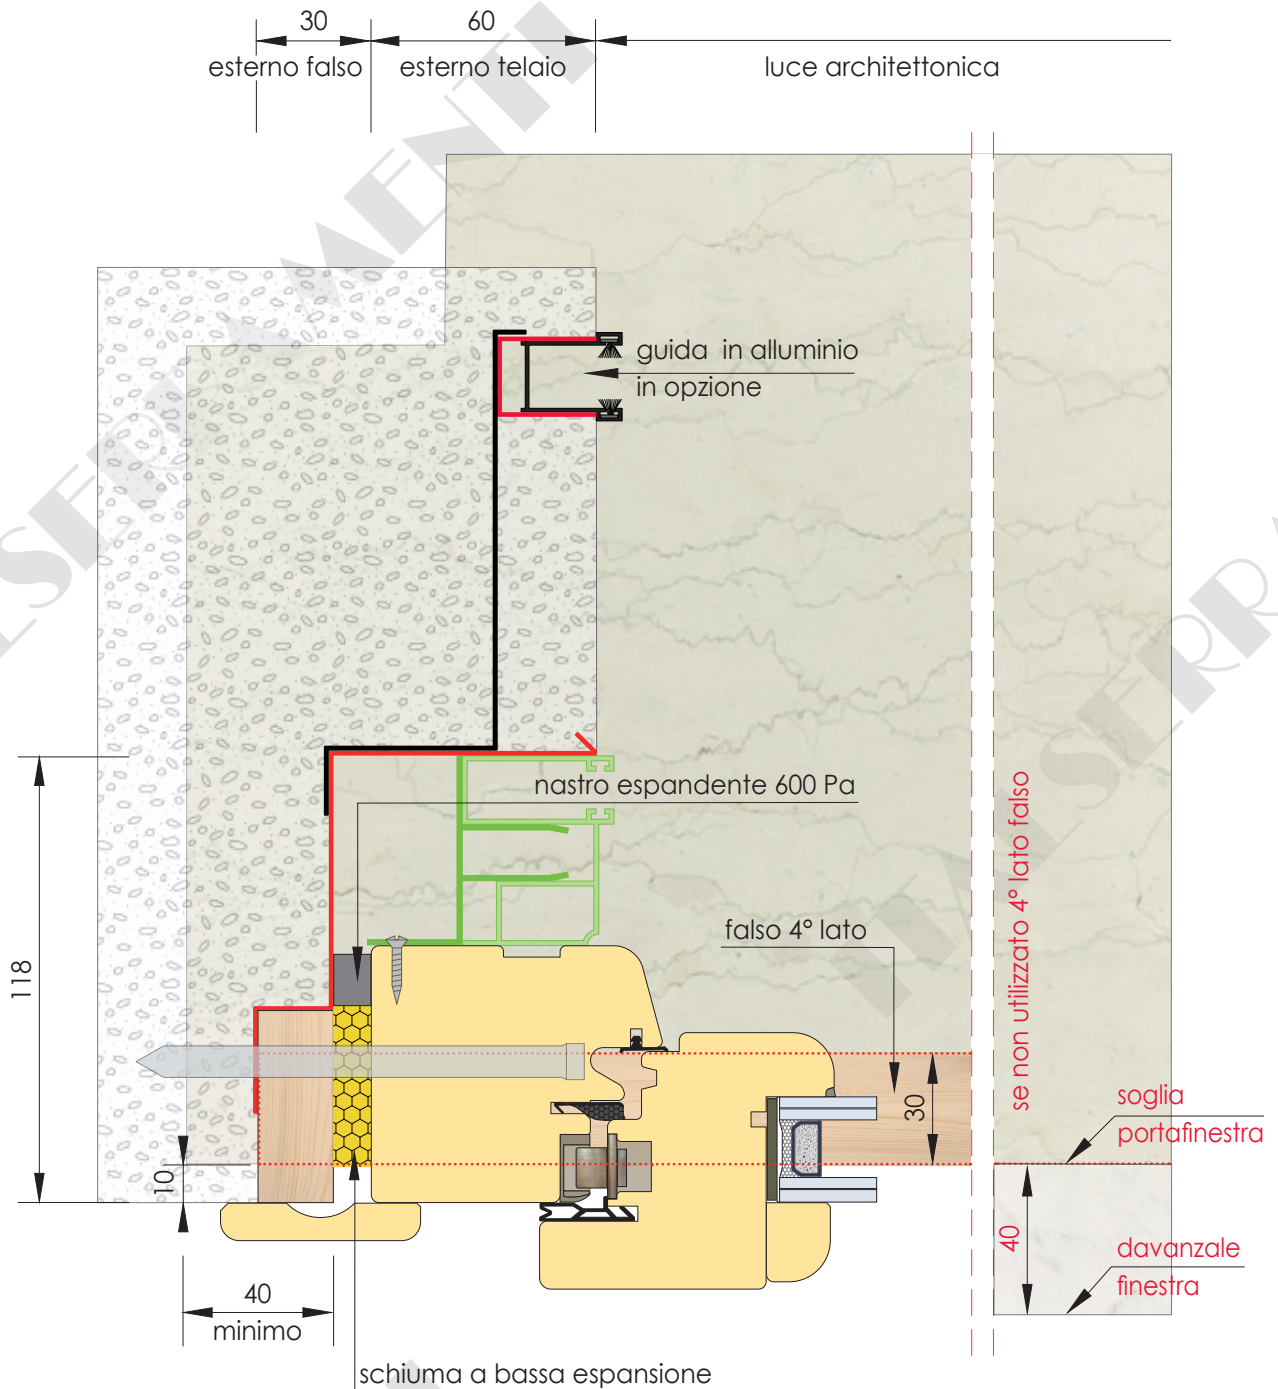 30
60
esterno falso
esterno telaio
luce architettonica
guida in alluminio
in opzione
nastro espandente 600 Pa
falso 4° lato
se non utilizzato 4° lato falso
118
30
soglia
portafinestra
10
40
davanzale
finestra
40
minimo
schiuma a bassa espansione
ITALSERRAMENTI
ITALSERRA